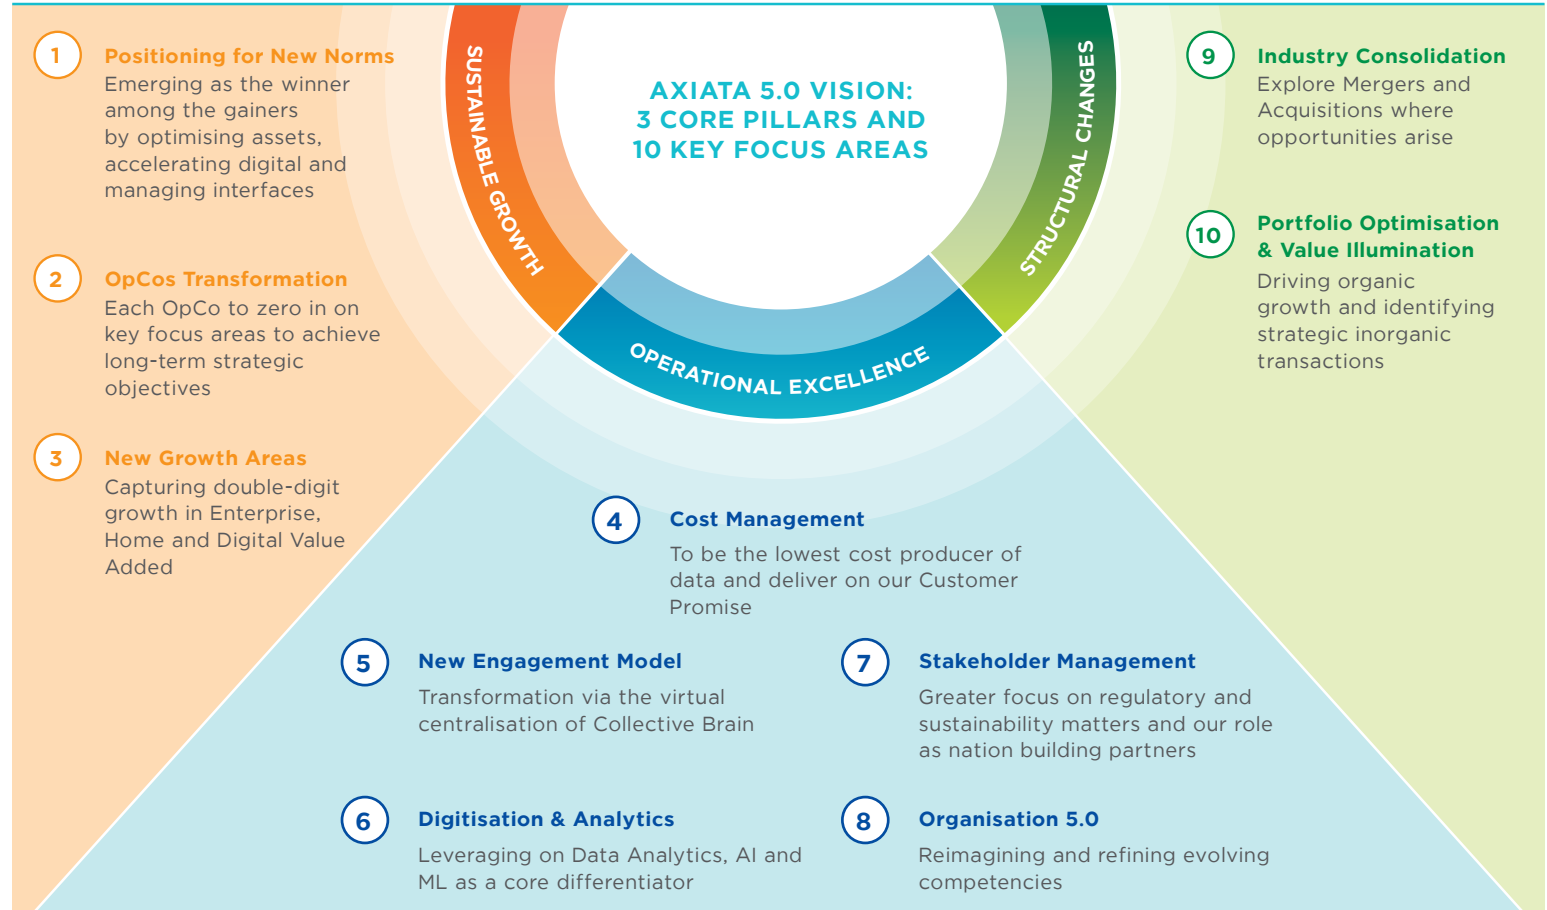 AXIATA 5.0 VISION:
3 CORE PILLARS AND
10 KEY FOCUS AREAS
SUSTAINABLE GROWTH
1
Positioning for New Norms
Emerging as the winner
among the gainers
by optimising assets,
accelerating digital and
managing interfaces
2
OpCos Transformation
Each OpCo to zero in on
key focus areas to achieve
long-term strategic
objectives
3
New Growth Areas
Capturing double-digit
growth in Enterprise,
Home and Digital Value
Added
OPERATIONAL EXCELLENCE
4
Cost Management
To be the lowest cost producer of
data and deliver on our Customer
Promise
5
New Engagement Model
Transformation via the virtual
centralisation of Collective Brain
6
Digitisation & Analytics
Leveraging on Data Analytics, AI and
ML as a core differentiator
7
Stakeholder Management
Greater focus on regulatory and
sustainability matters and our role
as nation building partners
8
Organisation 5.0
Reimagining and refining evolving
competencies
STRUCTURAL CHANGES
9
Industry Consolidation
Explore Mergers and
Acquisitions where
opportunities arise
10
Portfolio Optimisation
& Value Illumination
Driving organic
growth and identifying
strategic inorganic
transactions